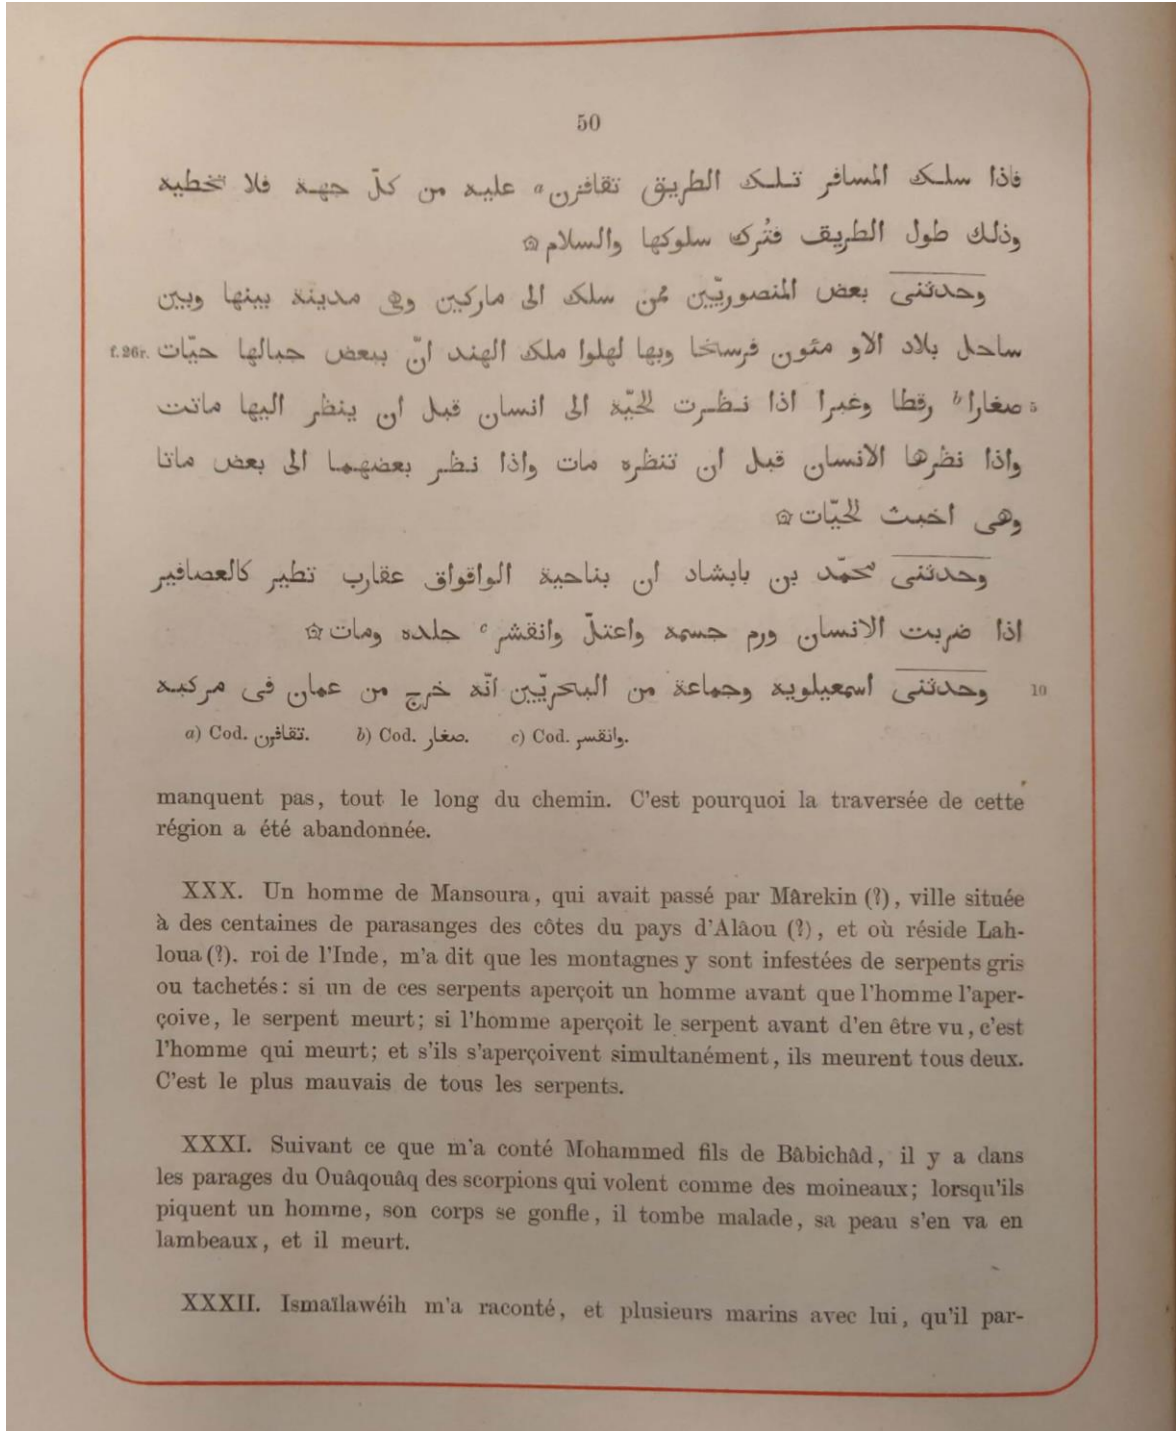 50
فاذا سلك المسافر تلك الطريق تقافزن a عليه من كلّ جهة فلا تخطيه
وذلك طول الطريق فتُرك سلوكها والسلام ۞
وحدثنى بعض المنصوريّين ممن سلك الى ماركين وهى مدينة بينها وبين
f. 26r. ساحل بلاد الاو مئون فرسخا وبها لهلوا ملك الهند انّ ببعض جبالها حيّات
5 صغارا b رقطا وغبرا اذا نظرت الحيّة الى انسان قبل ان ينظر اليها ماتت
واذا نظرها الانسان قبل ان تنظره مات واذا نظر بعضهما الى بعض ماتا
وهى اخبث الحيّات ۞
وحدثنى محمّد بن بابشاد ان بناحية الواقواق عقارب تطير كالعصافير
اذا ضربت الانسان ورم جسمه واعتلّ وانقشر c جلده ومات ۞
10 وحدثنى اسمعيلويه وجماعة من البحريّين انّه خرج من عمان فى مركبه
a) Cod. تقافرن. b) Cod. صغار. c) Cod. وانقسر.
manquent pas, tout le long du chemin. C'est pourquoi la traversée de cette
région a été abandonnée.
XXX. Un homme de Mansoura, qui avait passé par Mârekin (?), ville située
à des centaines de parasanges des côtes du pays d'Alâou (?), et où réside Lah-
loua (?). roi de l'Inde, m'a dit que les montagnes y sont infestées de serpents gris
ou tachetés: si un de ces serpents aperçoit un homme avant que l'homme l'aper-
çoive, le serpent meurt; si l'homme aperçoit le serpent avant d'en être vu, c'est
l'homme qui meurt; et s'ils s'aperçoivent simultanément, ils meurent tous deux.
C'est le plus mauvais de tous les serpents.
XXXI. Suivant ce que m'a conté Mohammed fils de Bâbichâd, il y a dans
les parages du Ouâqouâq des scorpions qui volent comme des moineaux; lorsqu'ils
piquent un homme, son corps se gonfle, il tombe malade, sa peau s'en va en
lambeaux, et il meurt.
XXXII. Ismaïlawéih m'a raconté, et plusieurs marins avec lui, qu'il par-